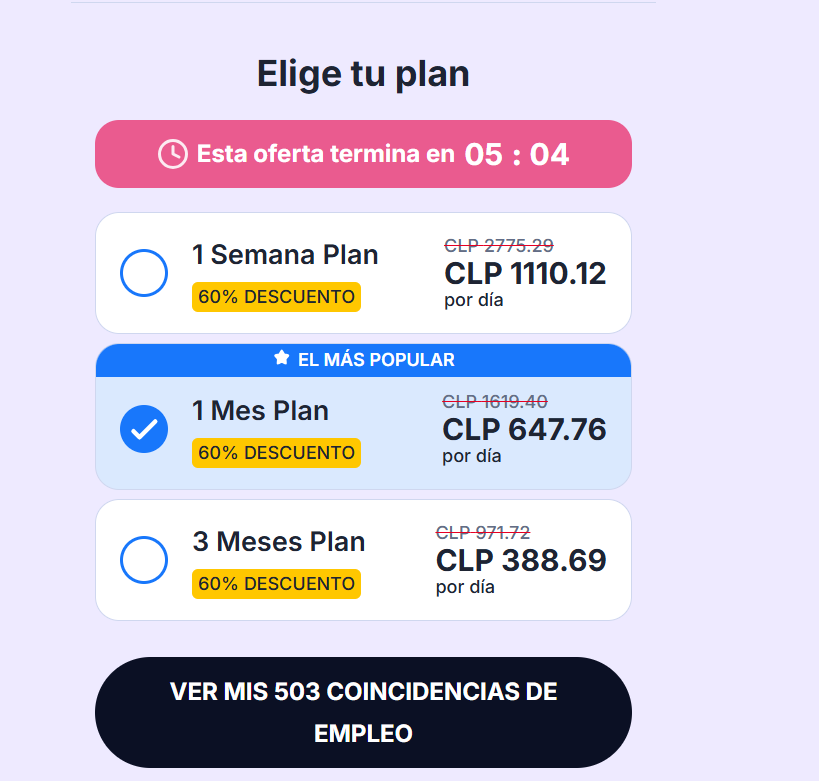 Elige tu plan
Esta oferta termina en 05 : 04
1 Semana Plan
60% DESCUENTO
CLP 2775.29
CLP 1110.12
por día
EL MÁS POPULAR
1 Mes Plan
60% DESCUENTO
CLP 1619.40
CLP 647.76
por día
3 Meses Plan
60% DESCUENTO
CLP 971.72
CLP 388.69
por día
VER MIS 503 COINCIDENCIAS DE
EMPLEO